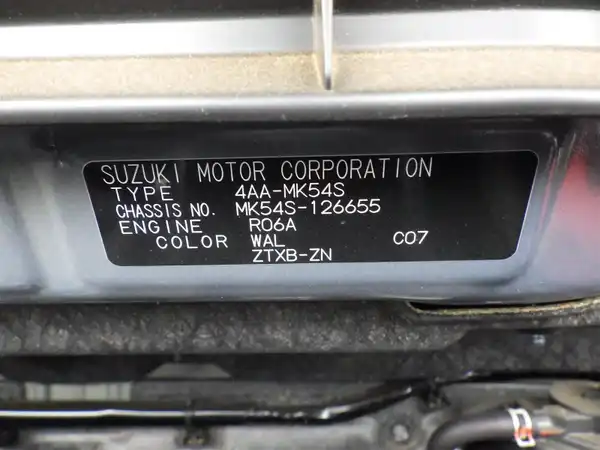 SUZUKI MOTOR CORPORATION
TYPE 4AA-MK54S
CHASSIS NO. MK54S-126655
ENGINE R06A
COLOR WAL C07
ZTXB-ZN